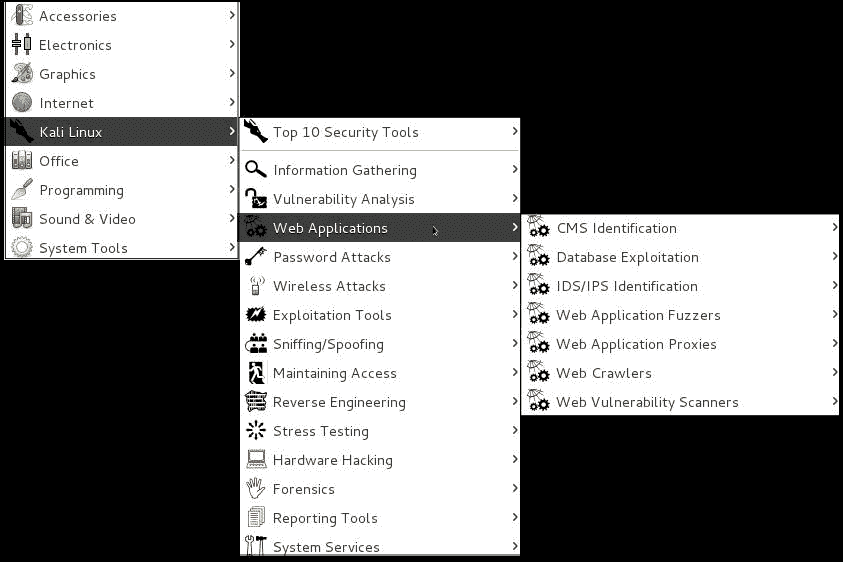 Accessories
Electronics
Graphics
Internet
Kali Linux
Office
Programming
Sound & Video
System Tools
Top 10 Security Tools
Information Gathering
Vulnerability Analysis
Web Applications
Password Attacks
Wireless Attacks
Exploitation Tools
Sniffing/Spoofing
Maintaining Access
Reverse Engineering
Stress Testing
Hardware Hacking
Forensics
Reporting Tools
System Services
CMS Identification
Database Exploitation
IDS/IPS Identification
Web Application Fuzzers
Web Application Proxies
Web Crawlers
Web Vulnerability Scanners